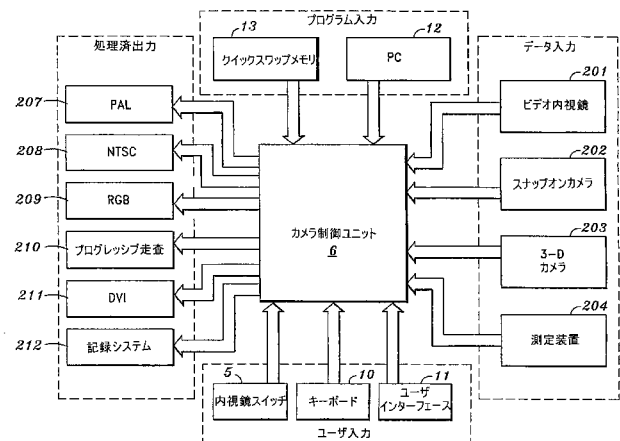 プログラム入力
13
クイックスワップメモリ
12
PC
処理済出力
207
PAL
208
NTSC
209
RGB
210
プログレッシブ走査
211
DVI
212
記録システム
カメラ制御ユニット
6
データ入力
201
ビデオ内視鏡
202
スナップオンカメラ
203
3-D
カメラ
204
測定装置
5
内視鏡スイッチ
10
キーボード
11
ユーザ
インターフェース
ユーザ入力